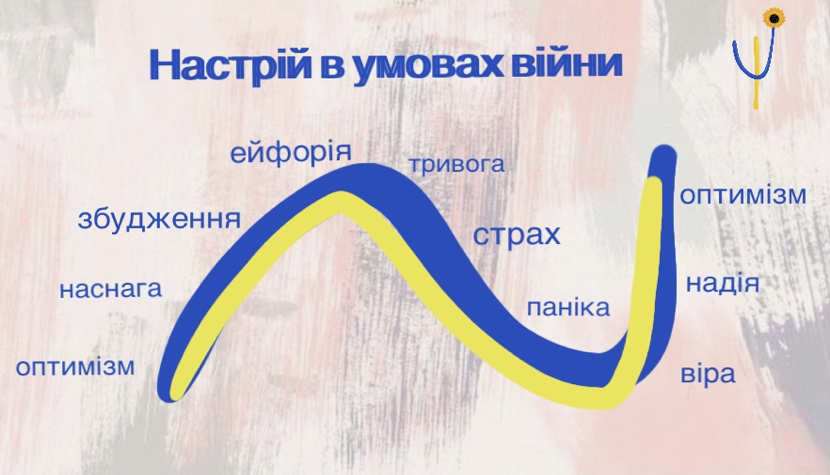 Настрій в умовах війни
ейфорія
тривога
збудження
оптимізм
страх
наснага
надія
паніка
оптимізм
віра